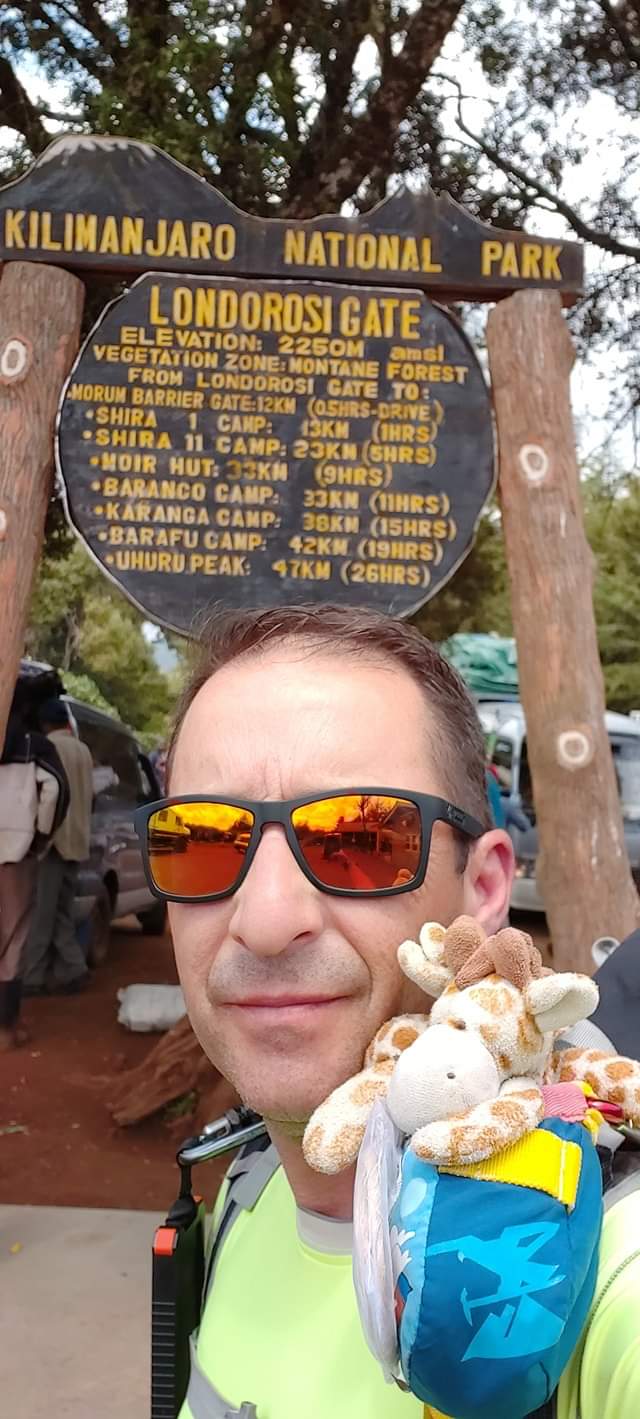 KILIMANJARO NATIONAL PARK
LONDOROSI GATE
ELEVATION: 2250M amsl
VEGETATION ZONE: MONTANE FOREST
FROM LONDOROSI GATE TO:
MORUM BARRIER GATE:12KM (0.5HRS-DRIVE)
•SHIRA 1 CAMP: 13KM (1HRS)
•SHIRA 11 CAMP: 23KM (5HRS)
•MOIR HUT: 33KM (9HRS)
•BARANCO CAMP: 33KM (11HRS)
•KARANGA CAMP: 38KM (15HRS)
•BARAFU CAMP: 42KM (19HRS)
•UHURU PEAK: 47KM (26HRS)